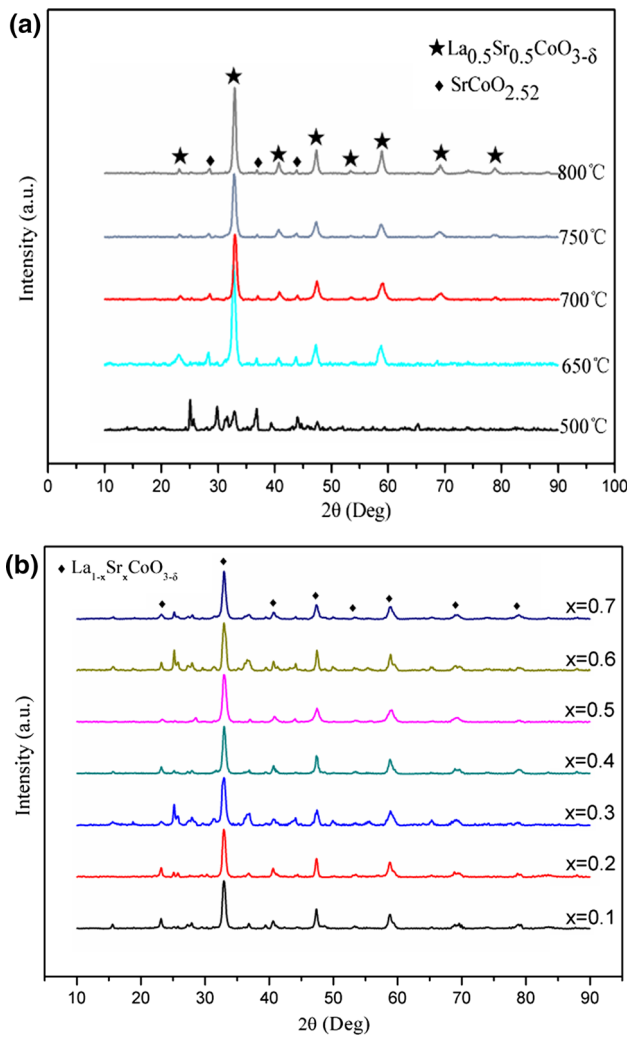 (a)
★ La0.5Sr0.5CoO3-δ
♦ SrCoO2.52
800℃
750℃
700℃
650℃
500℃
Intensity (a.u.)
0 10 20 30 40 50 60 70 80 90 100
2θ (Deg)
(b)
♦ La1-xSrxCoO3-δ
x=0.7
x=0.6
x=0.5
x=0.4
x=0.3
x=0.2
x=0.1
Intensity (a.u.)
10 20 30 40 50 60 70 80 90
2θ (Deg)